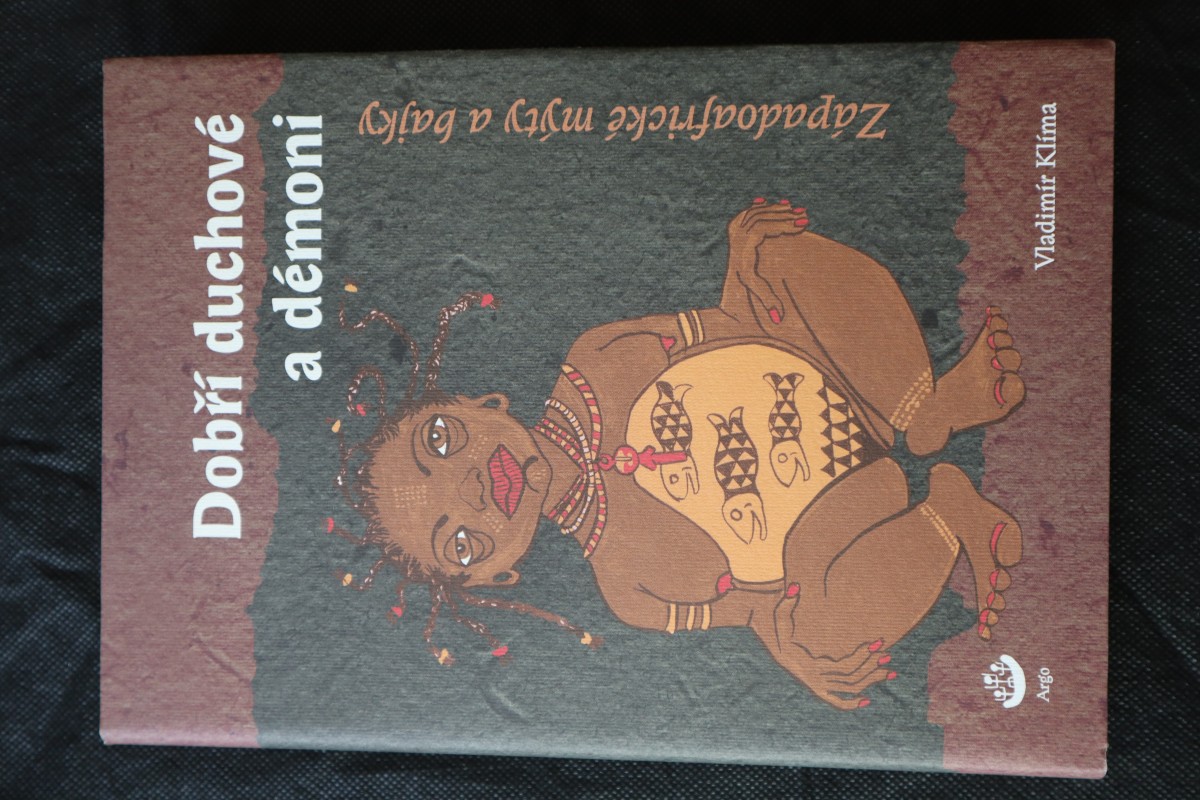 Dobří duchové
a démoni
Západoafrické mýty a bajky
Vladimír Klíma
Argo